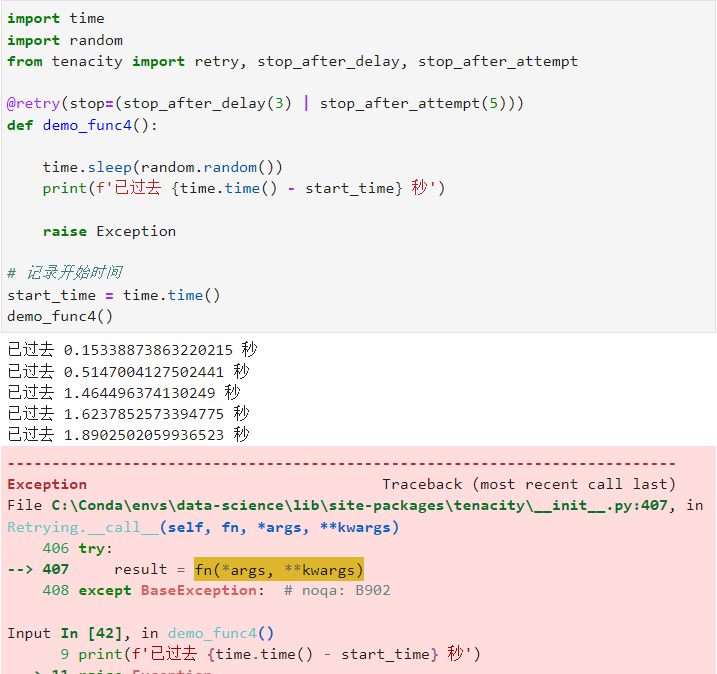 import time
import random
from tenacity import retry, stop_after_delay, stop_after_attempt
@retry(stop=(stop_after_delay(3) | stop_after_attempt(5)))
def demo_func4():
time.sleep(random.random())
print(f'已过去 {time.time() - start_time} 秒')
raise Exception
# 记录开始时间
start_time = time.time()
demo_func4()
已过去 0.15338873863220215 秒
已过去 0.5147004127502441 秒
已过去 1.464496374130249 秒
已过去 1.6237852573394775 秒
已过去 1.8902502059936523 秒
---------------------------------------------------------------------------
Exception Traceback (most recent call last)
File C:\Conda\envs\data-science\lib\site-packages\tenacity\__init__.py:407, in
Retrying.__call__(self, fn, *args, **kwargs)
406 try:
--> 407 result = fn(*args, **kwargs)
408 except BaseException: # noqa: B902
Input In [42], in demo_func4()
9 print(f'已过去 {time.time() - start_time} 秒')